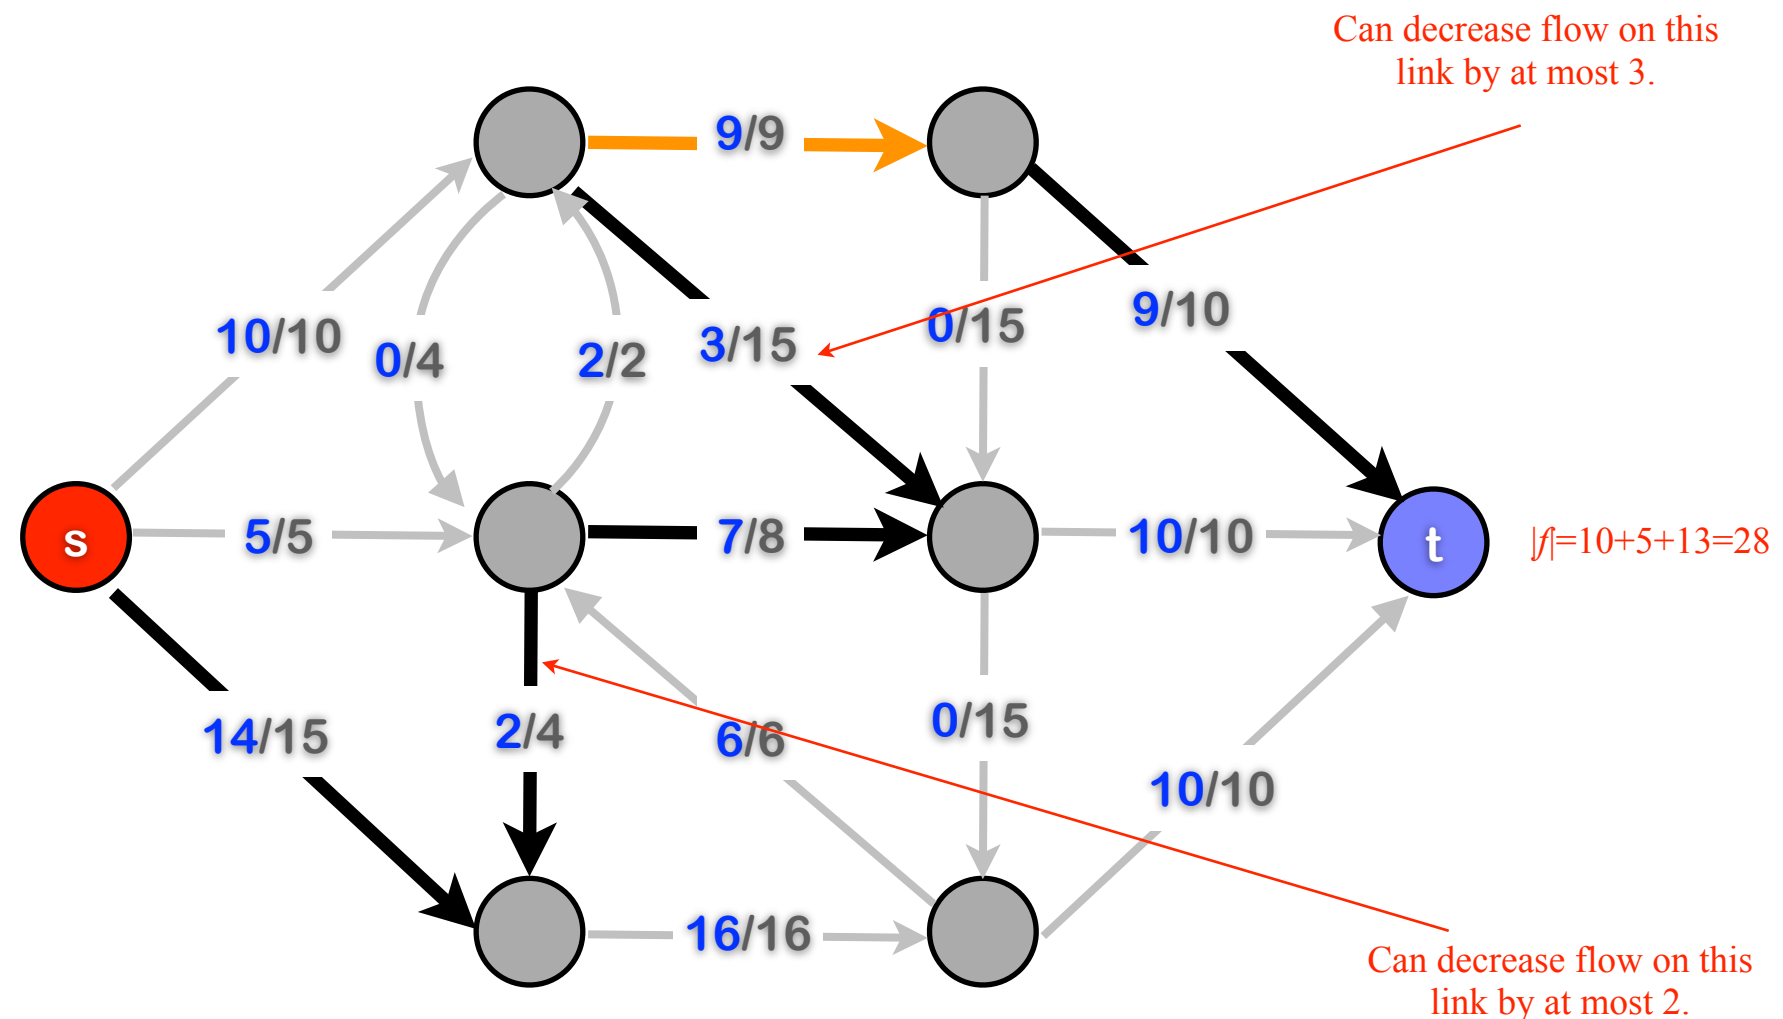 Can decrease flow on this
link by at most 3.
9/9
10/10
0/4
2/2
3/15
0/15
9/10
s
5/5
7/8
10/10
t
|f|=10+5+13=28
14/15
2/4
6/6
0/15
10/10
16/16
Can decrease flow on this
link by at most 2.